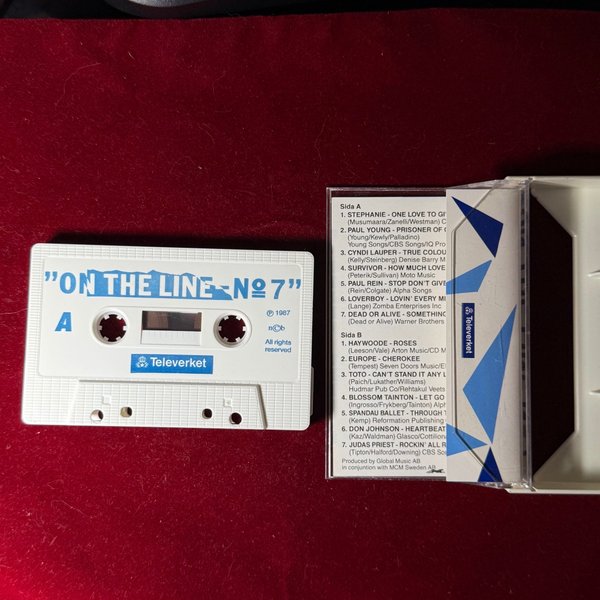 "ON THE LINE - No 7"
A
℗ 1987
ncb
All rights
reserved
Televerket
Sida A
1. STEPHANIE - ONE LOVE TO GI
(Musumaara/Zanelli/Westman) C
2. PAUL YOUNG - PRISONER OF
(Young/Kewly/Palladino)
Young Songs/CBS Songs/IQ Pro
3. CYNDI LAUPER - TRUE COLOU
(Kelly/Steinberg) Denise Barry M
4. SURVIVOR - HOW MUCH LOVE
(Peterik/Sullivan) Moto Music
5. PAUL REIN - STOP DON'T GIVE
(Rein/Colgate) Alpha Songs
6. LOVERBOY - LOVIN' EVERY MI
(Lange) Zomba Enterprises Inc
7. DEAD OR ALIVE - SOMETHING
(Dead or Alive) Warner Brothers
Sida B
1. HAYWOODE - ROSES
(Leeson/Vale) Arton Music/CD M
2. EUROPE - CHEROKEE
(Tempest) Seven Doors Music/E
3. TOTO - CAN'T STAND IT ANY L
(Paich/Lukather/Williams)
Hudmar Pub Co/Rehtakul Veets
4. BLOSSOM TAINTON - LET GO
(Ingrosso/Frykberg/Tainton) Alph
5. SPANDAU BALLET - THROUGH T
(Kemp) Reformation Publishing
6. DON JOHNSON - HEARTBEAT
(Kaz/Waldman) Glasco/Cottilion
7. JUDAS PRIEST - ROCKIN' ALL R
(Tipton/Halford/Downing) CBS Son
Produced by Global Music AB
in conjuntion with MCM Sweden AB
Televerket